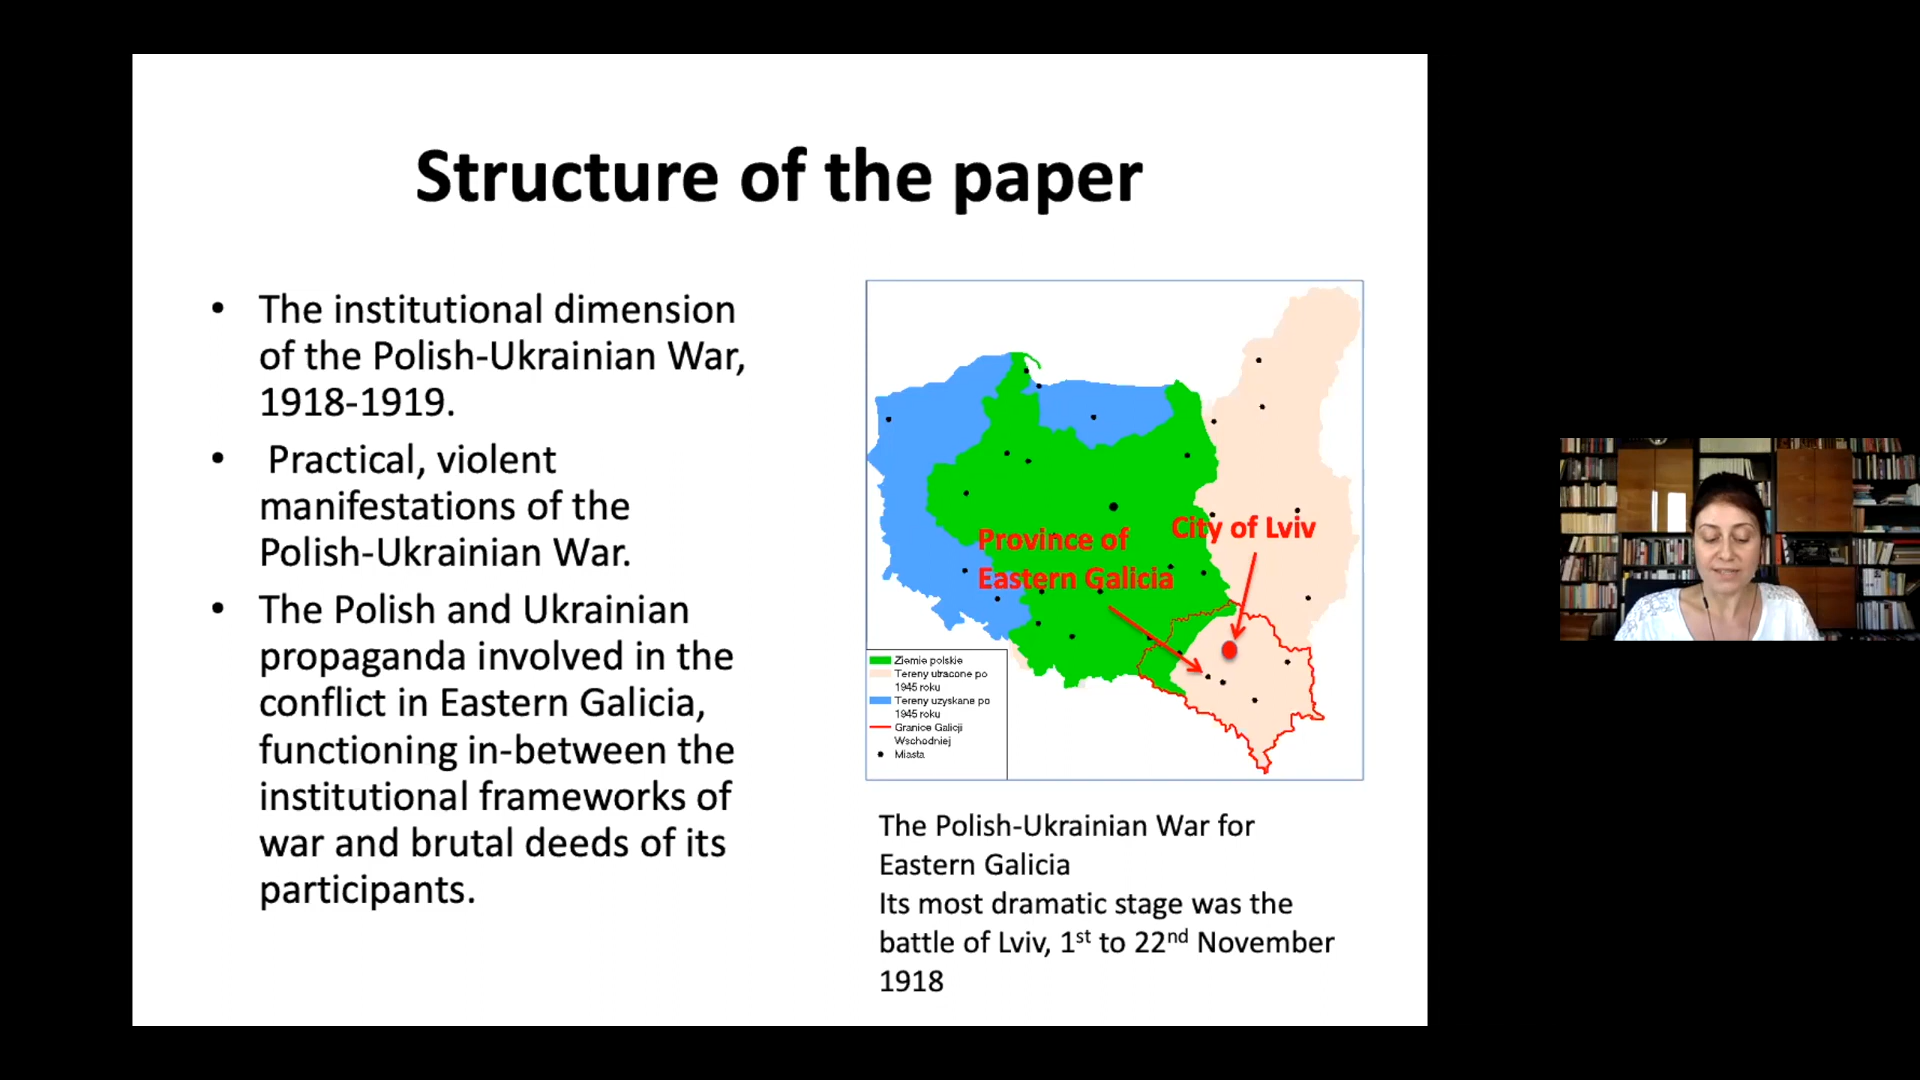 Structure of the paper
• The institutional dimension
of the Polish-Ukrainian War,
1918-1919.
• Practical, violent
manifestations of the
Polish-Ukrainian War.
• The Polish and Ukrainian
propaganda involved in the
conflict in Eastern Galicia,
functioning in-between the
institutional frameworks of
war and brutal deeds of its
participants.
Province of
Eastern Galicia
City of Lviv
Ziemie polskie
Tereny utracone po
1945 roku
Tereny uzyskane po
1945 roku
Granice Galicji
Wschodniej
Miasta
The Polish-Ukrainian War for
Eastern Galicia
Its most dramatic stage was the
battle of Lviv, 1st to 22nd November
1918